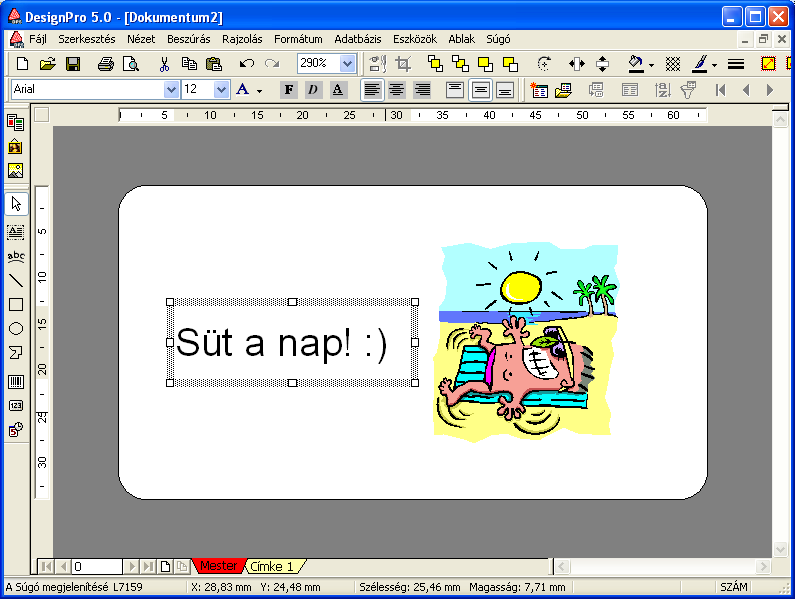 DesignPro 5.0 - [Dokumentum2]
Fájl Szerkesztés Nézet Beszúrás Rajzolás Formátum Adatbázis Eszközök Ablak Súgó
290%
Arial 12 A F D A
5 10 15 20 25 30 35 40 45 50 55 60
abc
123
5 10 15 20 25 30
Süt a nap! :)
0 Mester Címke 1
A Súgó megjelenítésé L7159 X: 28,83 mm Y: 24,48 mm Szélesség: 25,46 mm Magasság: 7,71 mm SZÁM